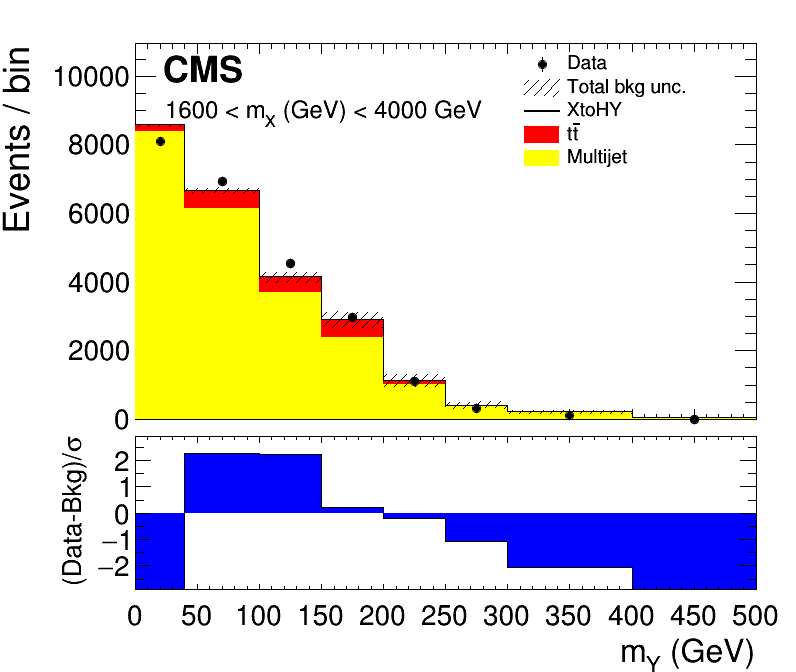 Events / bin
10000
8000
6000
4000
2000
0
CMS
1600 < m_X (GeV) < 4000 GeV
Data
Total bkg unc.
XtoHY
tt̄
Multijet
(Data-Bkg)/σ
2
1
0
−1
−2
0 50 100 150 200 250 300 350 400 450 500
m_Y (GeV)